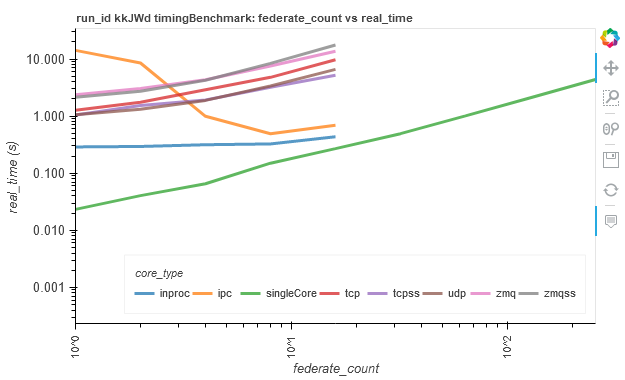 run_id kkJWd timingBenchmark: federate_count vs real_time
10.000
1.000
0.100
0.010
0.001
real_time (s)
core_type
inproc ipc singleCore tcp tcpss udp zmq zmqss
10^0 10^1 10^2
federate_count